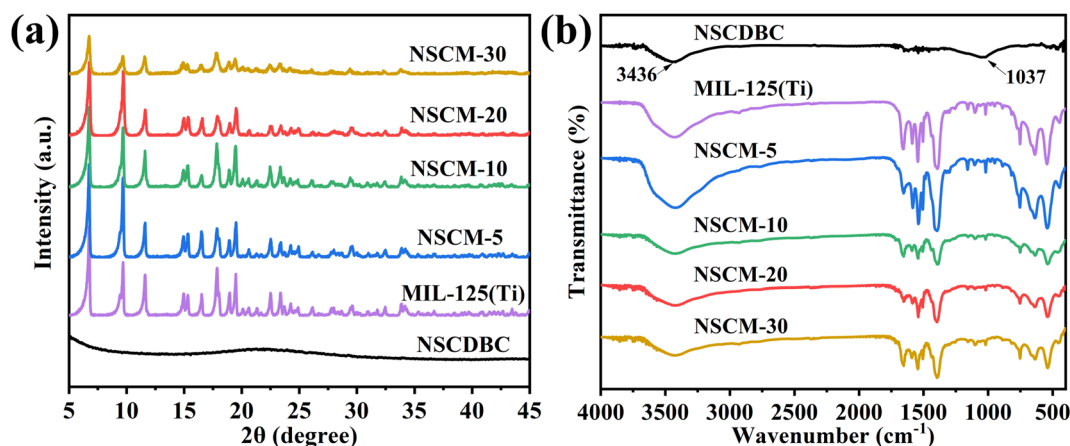 (a)
NSCM-30
NSCM-20
NSCM-10
NSCM-5
MIL-125(Ti)
NSCDBC
Intensity (a.u.)
5 10 15 20 25 30 35 40 45
2θ (degree)
(b)
NSCDBC
3436
1037
MIL-125(Ti)
NSCM-5
NSCM-10
NSCM-20
NSCM-30
Transmittance (%)
4000 3500 3000 2500 2000 1500 1000 500
Wavenumber (cm⁻¹)